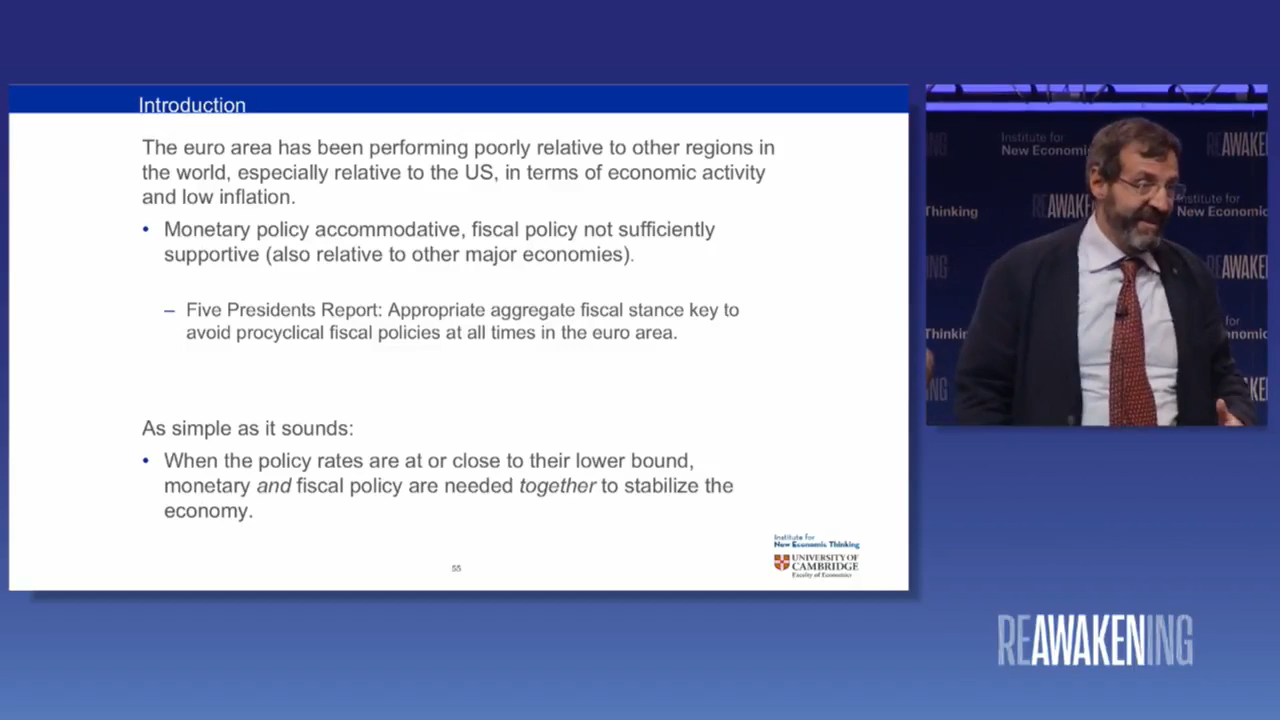 Introduction
The euro area has been performing poorly relative to other regions in
the world, especially relative to the US, in terms of economic activity
and low inflation.
• Monetary policy accommodative, fiscal policy not sufficiently
supportive (also relative to other major economies).
– Five Presidents Report: Appropriate aggregate fiscal stance key to
avoid procyclical fiscal policies at all times in the euro area.
As simple as it sounds:
• When the policy rates are at or close to their lower bound,
monetary and fiscal policy are needed together to stabilize the
economy.
55
Institute for
New Economic Thinking
UNIVERSITY OF
CAMBRIDGE
Faculty of Economics
Institute for
New Economic
REAWAKE
Thinking
REAWAKENING